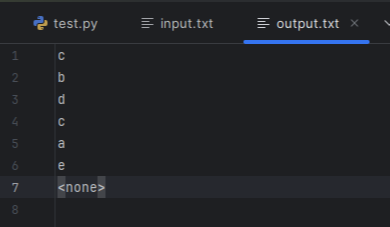 test.py input.txt output.txt
1 c
2 b
3 d
4 c
5 a
6 e
7 <none>
8